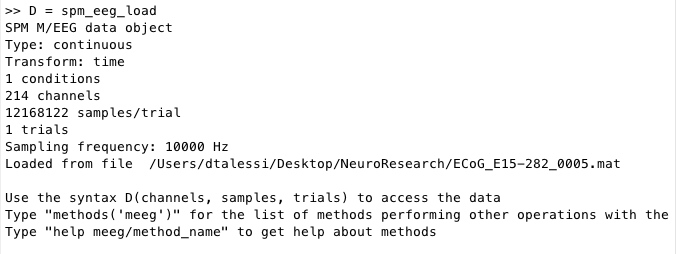 >> D = spm_eeg_load
SPM M/EEG data object
Type: continuous
Transform: time
1 conditions
214 channels
12168122 samples/trial
1 trials
Sampling frequency: 10000 Hz
Loaded from file  /Users/dtalessi/Desktop/NeuroResearch/ECoG_E15-282_0005.mat

Use the syntax D(channels, samples, trials) to access the data
Type "methods('meeg')" for the list of methods performing other operations with the
Type "help meeg/method_name" to get help about methods